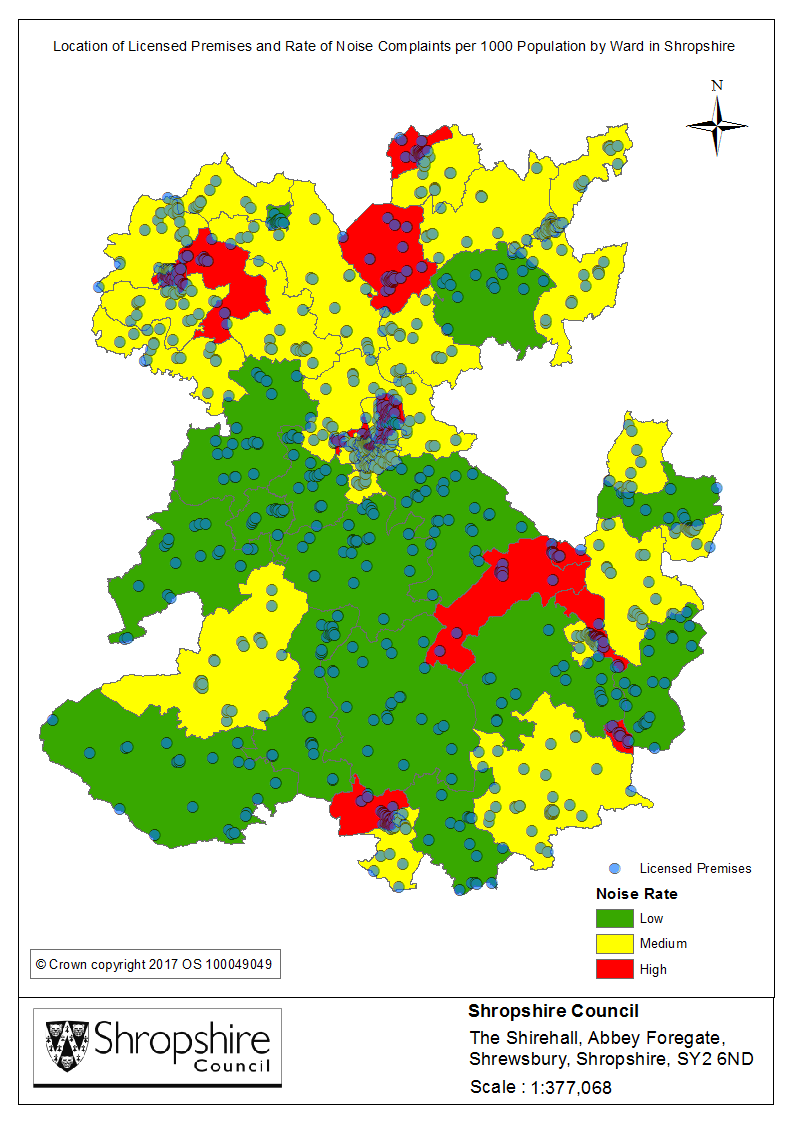 Location of Licensed Premises and Rate of Noise Complaints per 1000 Population by Ward in Shropshire
N
Licensed Premises
Noise Rate
Low
Medium
High
© Crown copyright 2017 OS 100049049
Shropshire
Council
Shropshire Council
The Shirehall, Abbey Foregate,
Shrewsbury, Shropshire, SY2 6ND
Scale : 1:377,068